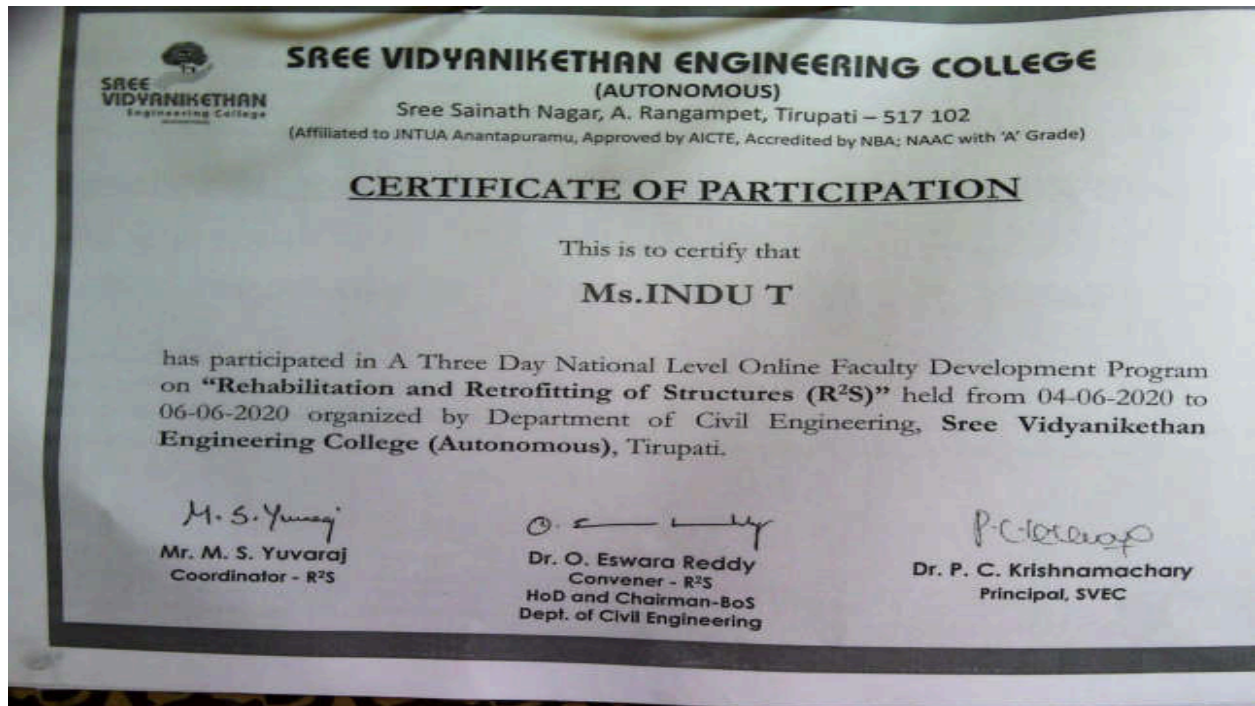 SREE
VIDYANIKETHAN
Engineering College
SREE VIDYANIKETHAN ENGINEERING COLLEGE
(AUTONOMOUS)
Sree Sainath Nagar, A. Rangampet, Tirupati – 517 102
(Affiliated to JNTUA Anantapuramu, Approved by AICTE, Accredited by NBA; NAAC with 'A' Grade)
CERTIFICATE OF PARTICIPATION
This is to certify that
Ms.INDU T
has participated in A Three Day National Level Online Faculty Development Program
on “Rehabilitation and Retrofitting of Structures (R²S)” held from 04-06-2020 to
06-06-2020 organized by Department of Civil Engineering, Sree Vidyanikethan
Engineering College (Autonomous), Tirupati.
M. S. Yuvaraj
Mr. M. S. Yuvaraj
Coordinator - R²S
Dr. O. Eswara Reddy
Convener - R²S
HoD and Chairman-BoS
Dept. of Civil Engineering
Dr. P. C. Krishnamachary
Principal, SVEC